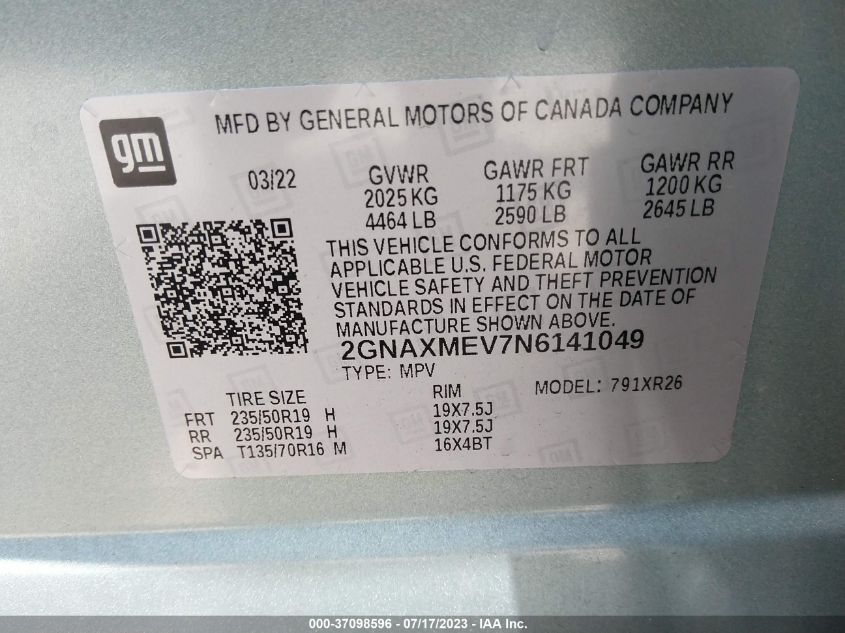 gm
MFD BY GENERAL MOTORS OF CANADA COMPANY
03/22 GVWR GAWR FRT GAWR RR
2025 KG 1175 KG 1200 KG
4464 LB 2590 LB 2645 LB
THIS VEHICLE CONFORMS TO ALL
APPLICABLE U.S. FEDERAL MOTOR
VEHICLE SAFETY AND THEFT PREVENTION
STANDARDS IN EFFECT ON THE DATE OF
MANUFACTURE SHOWN ABOVE.
2GNAXMEV7N6141049
TYPE: MPV MODEL: 791XR26
TIRE SIZE RIM
FRT 235/50R19 H 19X7.5J
RR 235/50R19 H 19X7.5J
SPA T135/70R16 M 16X4BT
000-37098596 - 07/17/2023 - IAA Inc.